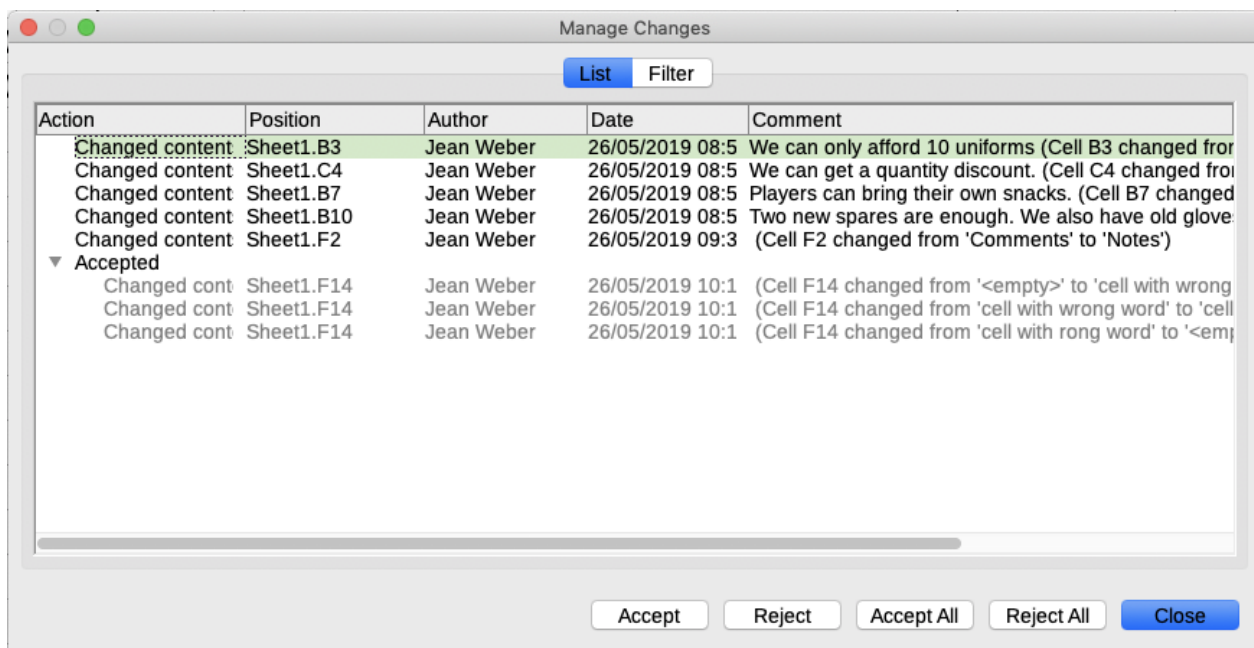 Manage Changes
List Filter
Action Position Author Date Comment
Changed content Sheet1.B3 Jean Weber 26/05/2019 08:5 We can only afford 10 uniforms (Cell B3 changed
Changed content Sheet1.C4 Jean Weber 26/05/2019 08:5 We can get a quantity discount. (Cell C4 changed
Changed content Sheet1.B7 Jean Weber 26/05/2019 08:5 Players can bring their own snacks. (Cell B7 changed
Changed content Sheet1.B10 Jean Weber 26/05/2019 08:5 Two new spares are enough. We also have old
Changed content Sheet1.F2 Jean Weber 26/05/2019 09:3 (Cell F2 changed from 'Comments' to 'Notes')
Accepted
Changed cont Sheet1.F14 Jean Weber 26/05/2019 10:1 (Cell F14 changed from '<empty>' to 'cell with wrong
Changed cont Sheet1.F14 Jean Weber 26/05/2019 10:1 (Cell F14 changed from 'cell with wrong word' to 'cell
Changed cont Sheet1.F14 Jean Weber 26/05/2019 10:1 (Cell F14 changed from 'cell with rong word' to
Accept Reject Accept All Reject All Close